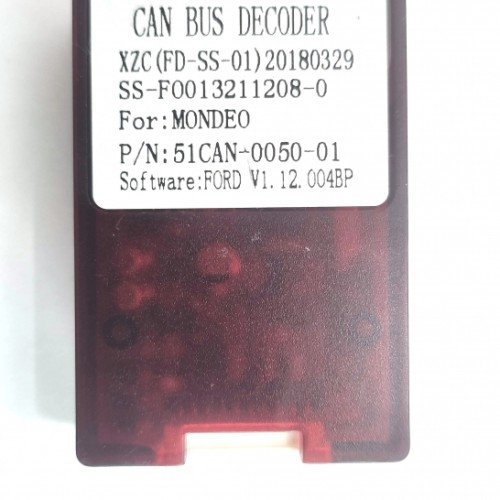 CAN BUS DECODER
XZC(FD-SS-01)20180329
SS-F0013211208-0
For:MONDEO
P/N:51CAN-0050-01
Software:FORD V1.12.004BP